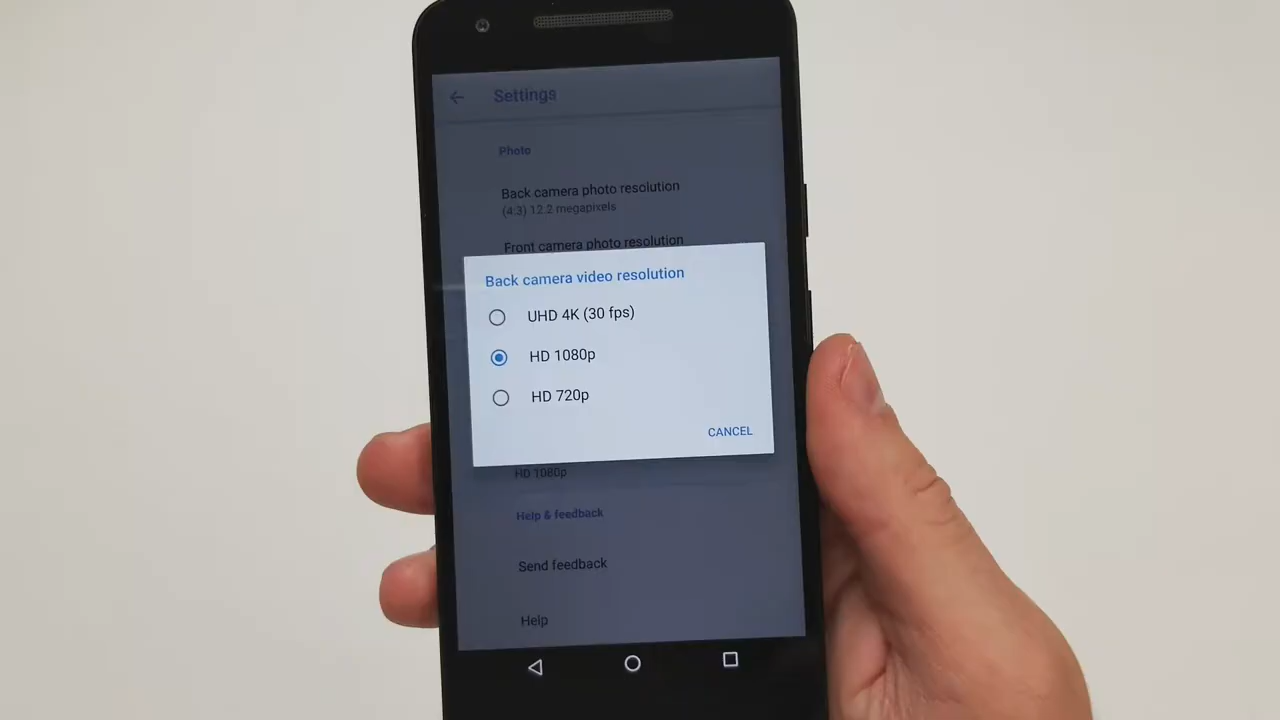 Settings
Photo
Back camera photo resolution
(4:3) 12.2 megapixels
Front camera photo resolution
Back camera video resolution
UHD 4K (30 fps)
HD 1080p
HD 720p
CANCEL
HD 1080p
Help & feedback
Send feedback
Help